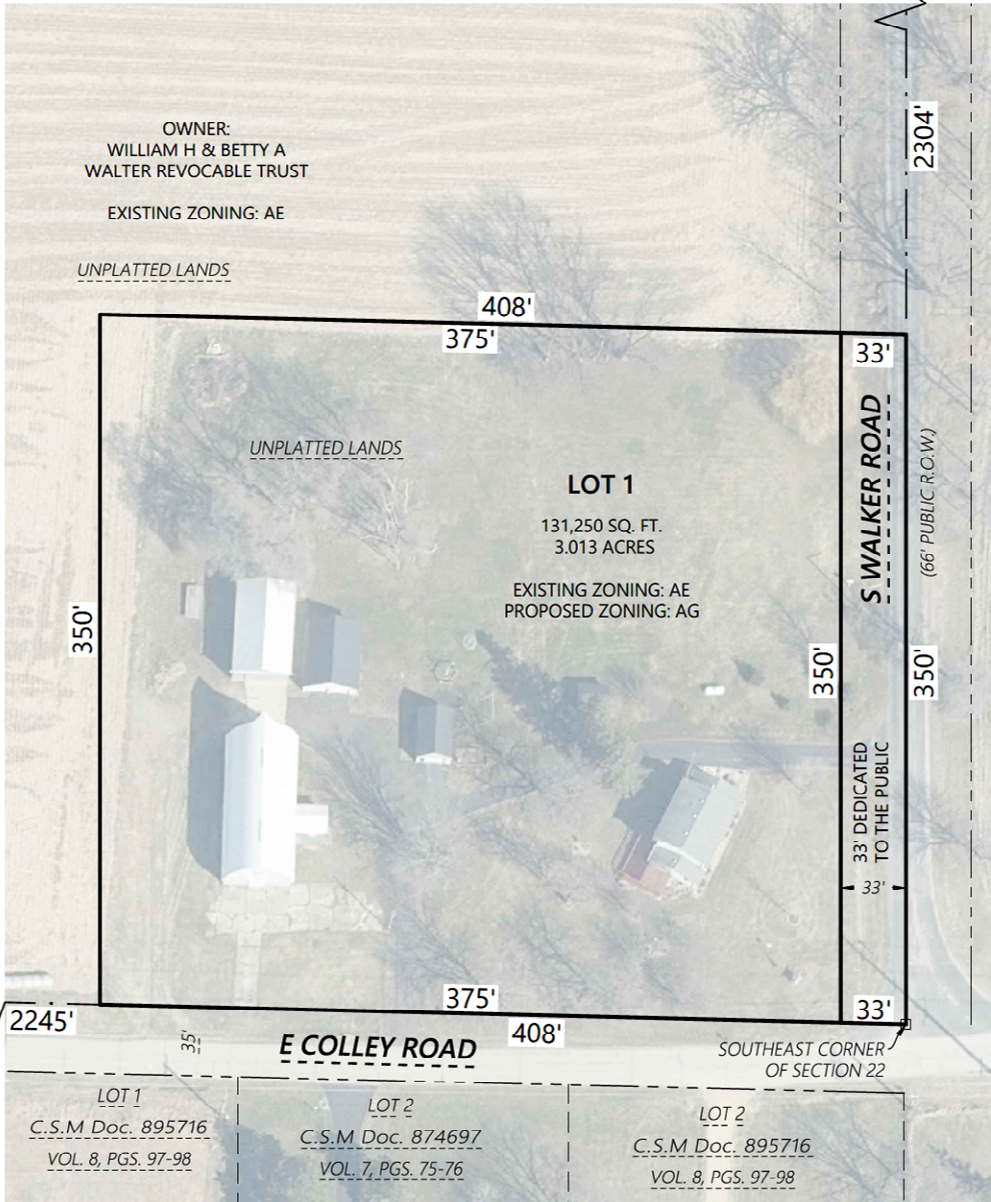 2304'
OWNER:
WILLIAM H & BETTY A
WALTER REVOCABLE TRUST
EXISTING ZONING: AE
UNPLATTED LANDS
408'
375'
33'
UNPLATTED LANDS
LOT 1
131,250 SQ. FT.
3.013 ACRES
EXISTING ZONING: AE
PROPOSED ZONING: AG
S WALKER ROAD
(66' PUBLIC R.O.W.)
350'
350'
350'
33' DEDICATED
TO THE PUBLIC
33'
375'
33'
2245'
408'
35'
E COLLEY ROAD
SOUTHEAST CORNER
OF SECTION 22
LOT 1
C.S.M Doc. 895716
VOL. 8, PGS. 97-98
LOT 2
C.S.M Doc. 874697
VOL. 7, PGS. 75-76
LOT 2
C.S.M Doc. 895716
VOL. 8, PGS. 97-98